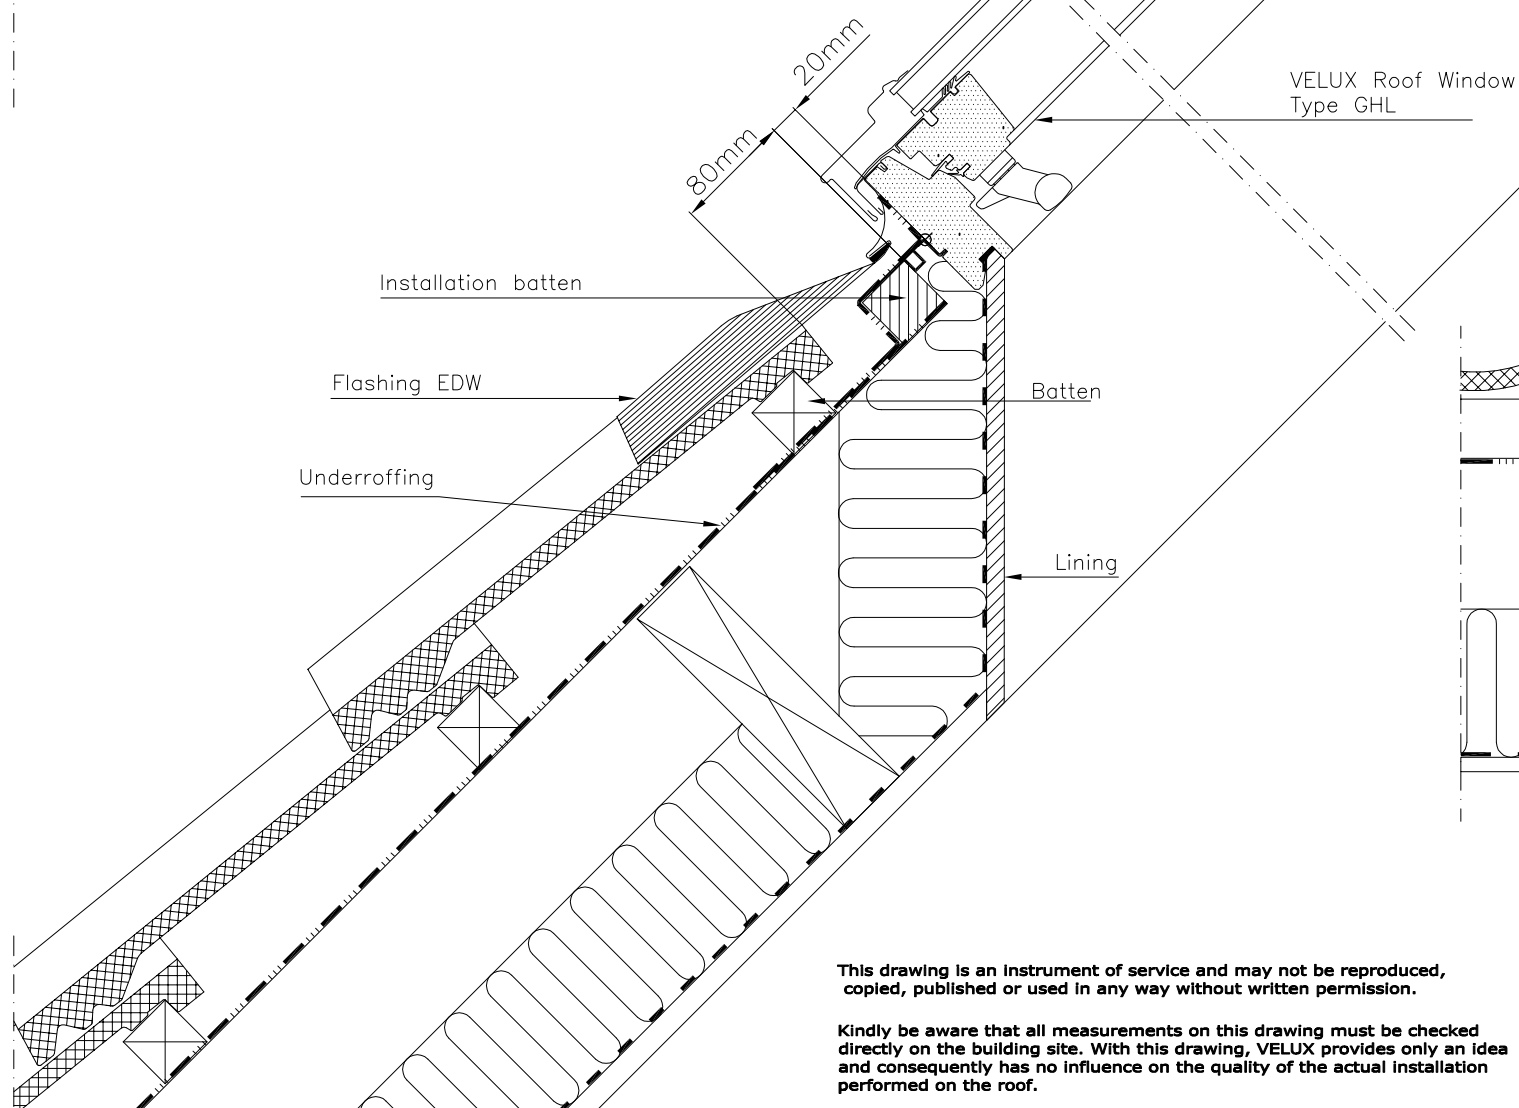 20mm
VELUX Roof Window
Type GHL
80mm
Installation batten
Flashing EDW
Batten
Underroffing
Lining
This drawing is an instrument of service and may not be reproduced,
copied, published or used in any way without written permission.
Kindly be aware that all measurements on this drawing must be checked
directly on the building site. With this drawing, VELUX provides only an idea
and consequently has no influence on the quality of the actual installation
performed on the roof.